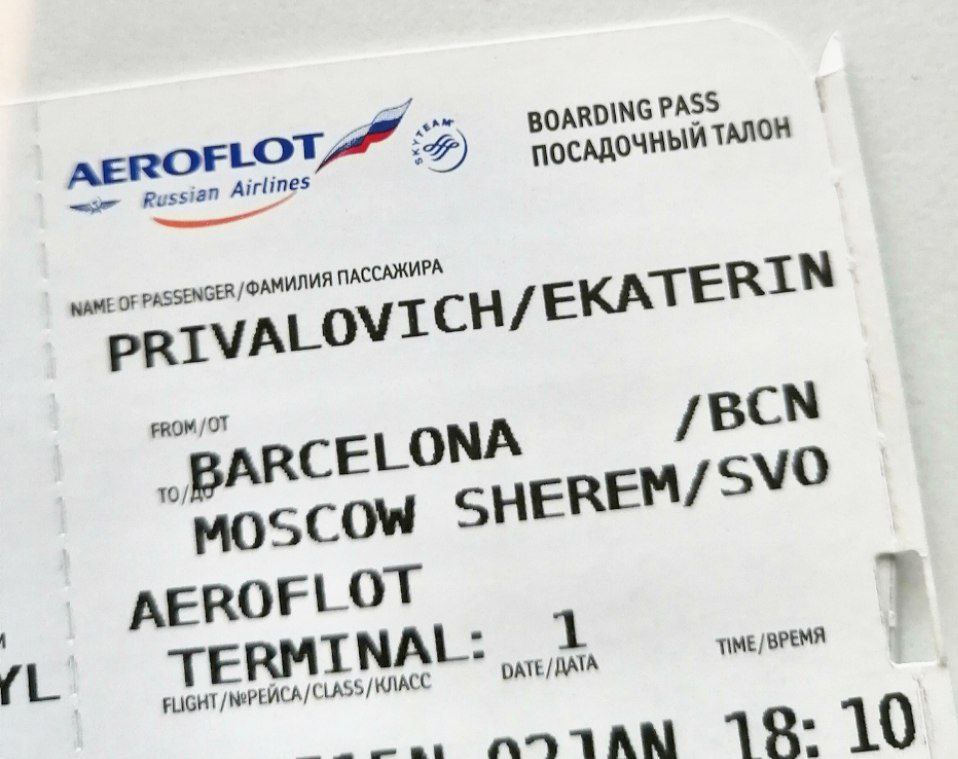 AEROFLOT
Russian Airlines
SKYTEAM
BOARDING PASS
ПОСАДОЧНЫЙ ТАЛОН
NAME OF PASSENGER/ФАМИЛИЯ ПАССАЖИРА
PRIVALOVICH/EKATERIN
FROM/ОТ
BARCELONA /BCN
TO/ДО
MOSCOW SHEREM/SVO
AEROFLOT
TERMINAL: 1
FLIGHT/№РЕЙСА/CLASS/КЛАСС DATE/ДАТА TIME/ВРЕМЯ
YL
02JAN 18:10